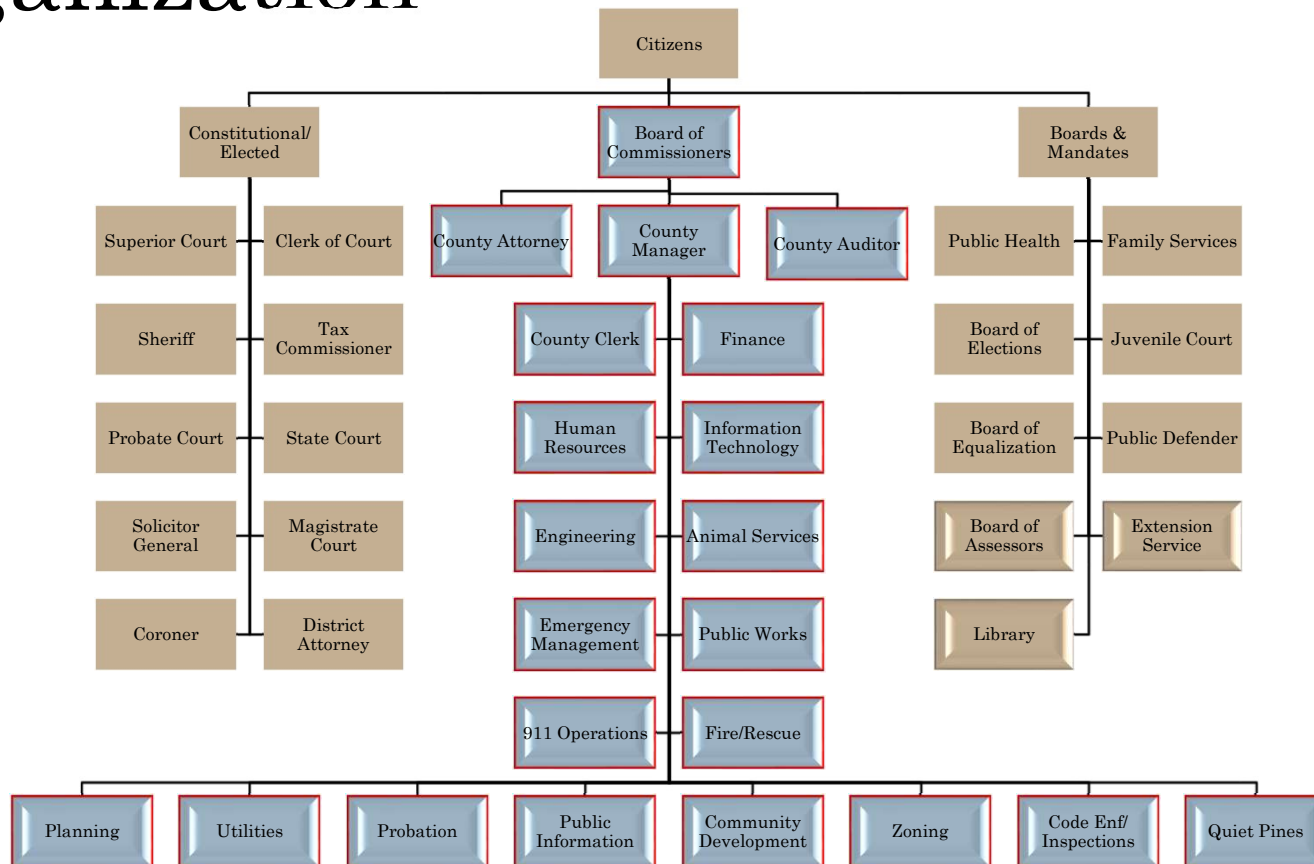 ganization
Citizens
Constitutional/
Elected
Board of
Commissioners
Boards &
Mandates
Superior Court
Clerk of Court
County Attorney
County
Manager
County Auditor
Public Health
Family Services
Sheriff
Tax
Commissioner
County Clerk
Finance
Board of
Elections
Juvenile Court
Probate Court
State Court
Human
Resources
Information
Technology
Board of
Equalization
Public Defender
Solicitor
General
Magistrate
Court
Engineering
Animal Services
Board of
Assessors
Extension
Service
Coroner
District
Attorney
Emergency
Management
Public Works
Library
911 Operations
Fire/Rescue
Planning
Utilities
Probation
Public
Information
Community
Development
Zoning
Code Enf/
Inspections
Quiet Pines